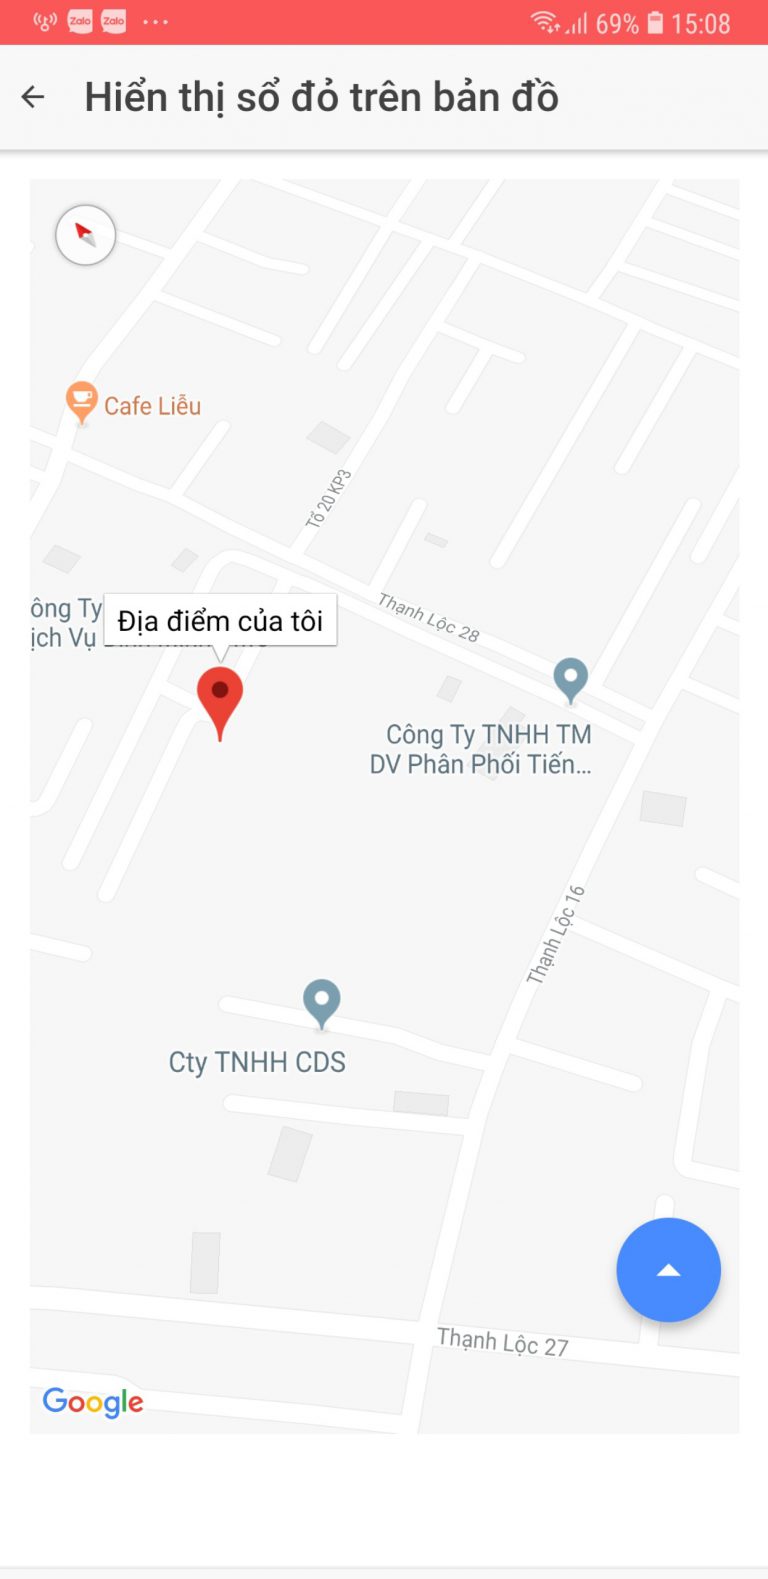 Zalo Zalo ... 69% 15:08
Hiển thị sổ đỏ trên bản đồ
Cafe Liễu
Tổ 20 KP3
Thạnh Lộc 28
ông Ty
ịch Vụ
Địa điểm của tôi
Công Ty TNHH TM
DV Phân Phối Tiến...
Thạnh Lộc 16
Cty TNHH CDS
Thạnh Lộc 27
Google